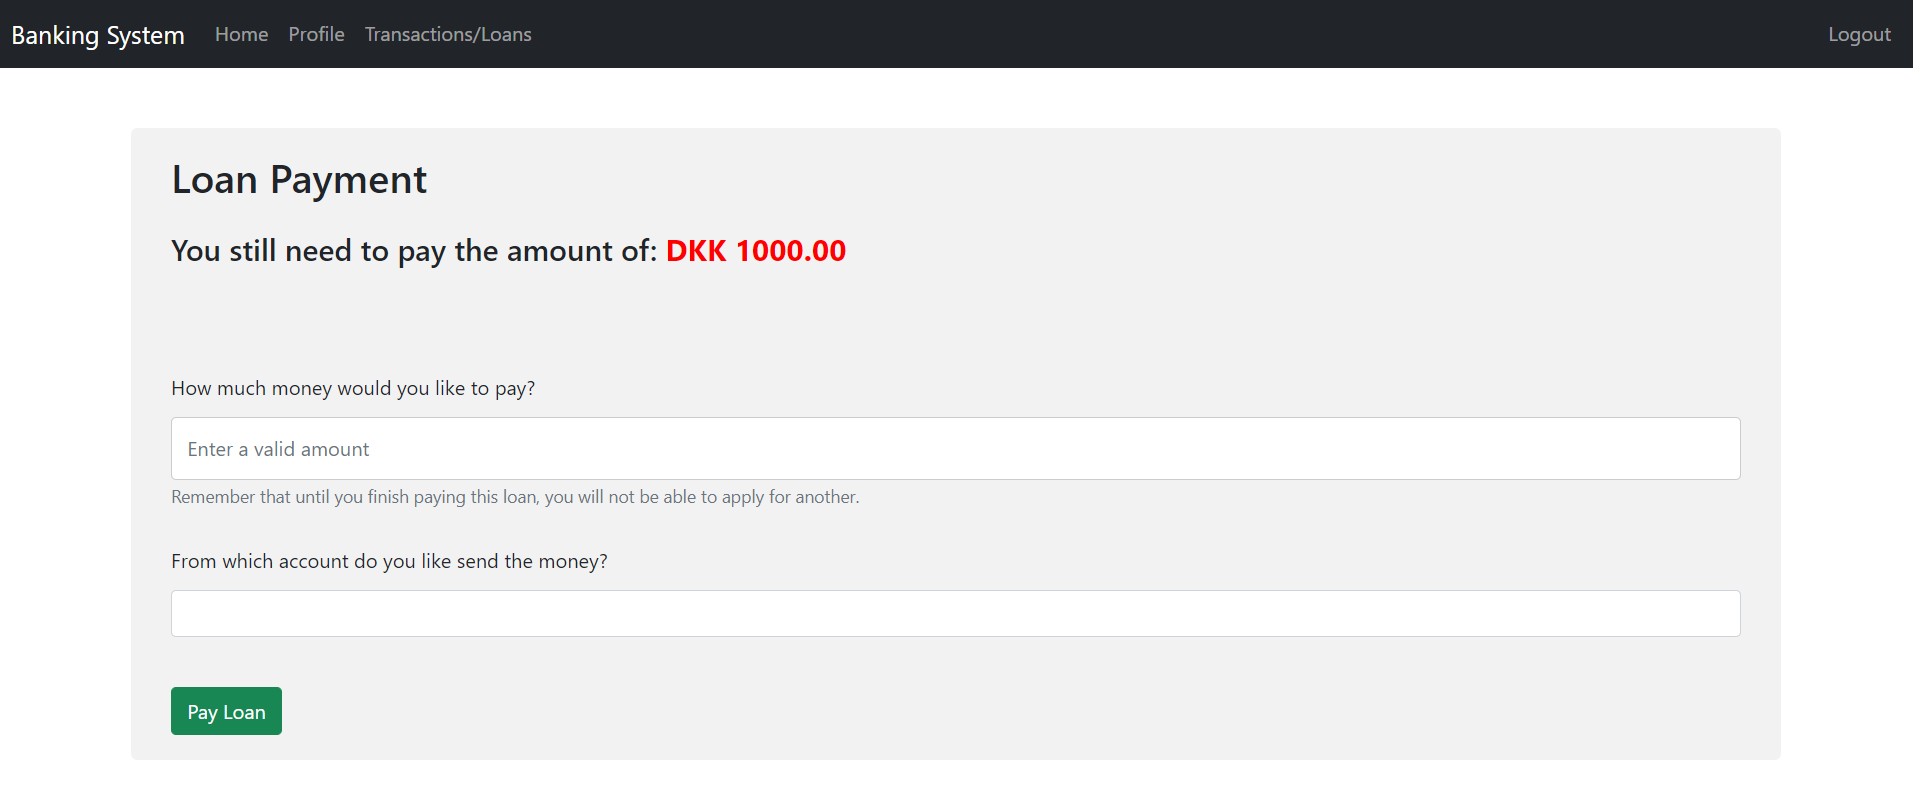 Banking System Home Profile Transactions/Loans Logout
Loan Payment
You still need to pay the amount of: DKK 1000.00
How much money would you like to pay?
Enter a valid amount
Remember that until you finish paying this loan, you will not be able to apply for another.
From which account do you like send the money?
Pay Loan